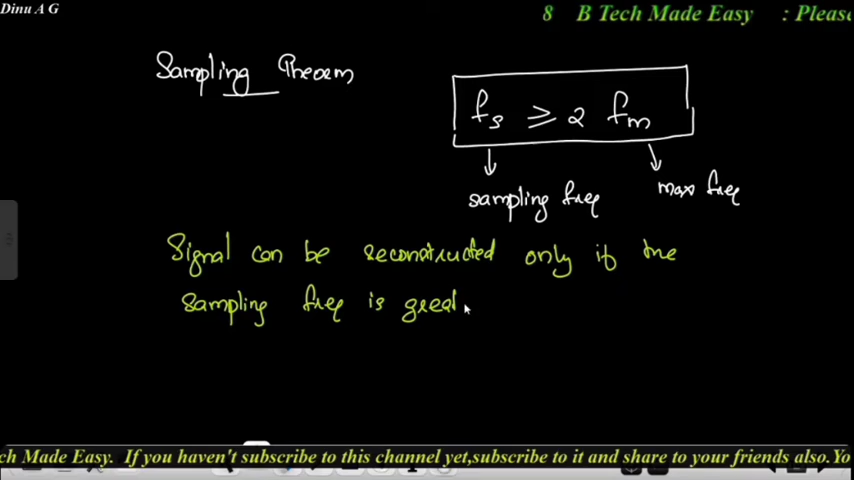 Dinu A G
8 B Tech Made Easy : Please
Sampling Theorem
fs ≥ 2 fm
sampling freq
max freq
Signal can be reconstructed only if the
sampling freq is great
ch Made Easy. If you haven't subscribe to this channel yet,subscribe to it and share to your friends also.Yo